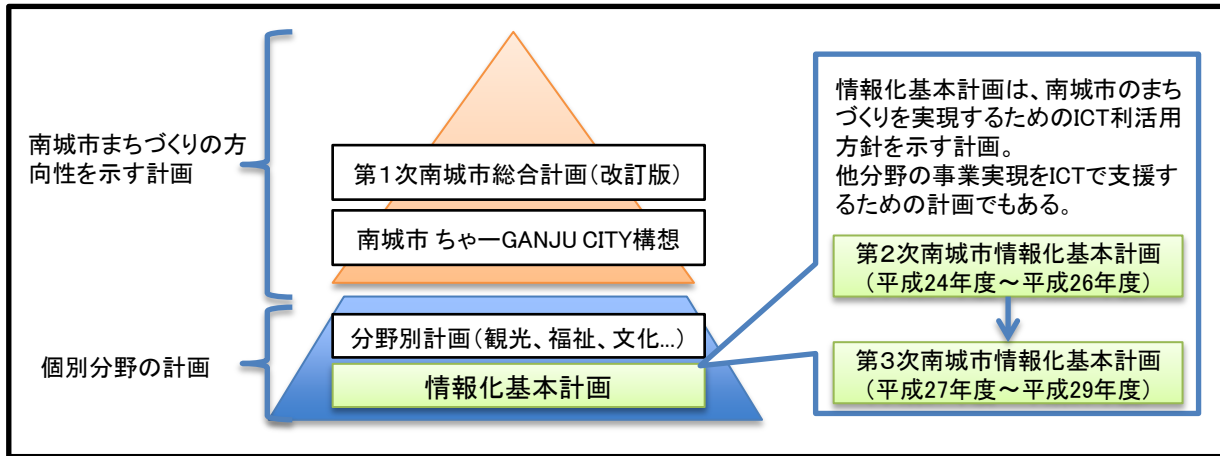 南城市まちづくりの方
向性を示す計画
第１次南城市総合計画（改訂版）
南城市 ちゃーGANJU CITY構想
個別分野の計画
分野別計画（観光、福祉、文化...）
情報化基本計画
情報化基本計画は、南城市のまち
づくりを実現するためのICT利活用
方針を示す計画。
他分野の事業実現をICTで支援す
るための計画でもある。
第２次南城市情報化基本計画
（平成24年度～平成26年度）
第３次南城市情報化基本計画
（平成27年度～平成29年度）